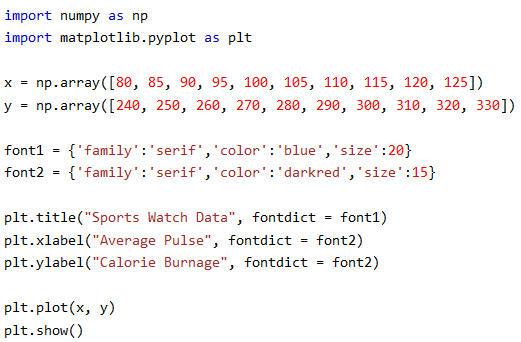 import numpy as np
import matplotlib.pyplot as plt
x = np.array([80, 85, 90, 95, 100, 105, 110, 115, 120, 125])
y = np.array([240, 250, 260, 270, 280, 290, 300, 310, 320, 330])
font1 = {'family':'serif','color':'blue','size':20}
font2 = {'family':'serif','color':'darkred','size':15}
plt.title("Sports Watch Data", fontdict = font1)
plt.xlabel("Average Pulse", fontdict = font2)
plt.ylabel("Calorie Burnage", fontdict = font2)
plt.plot(x, y)
plt.show()